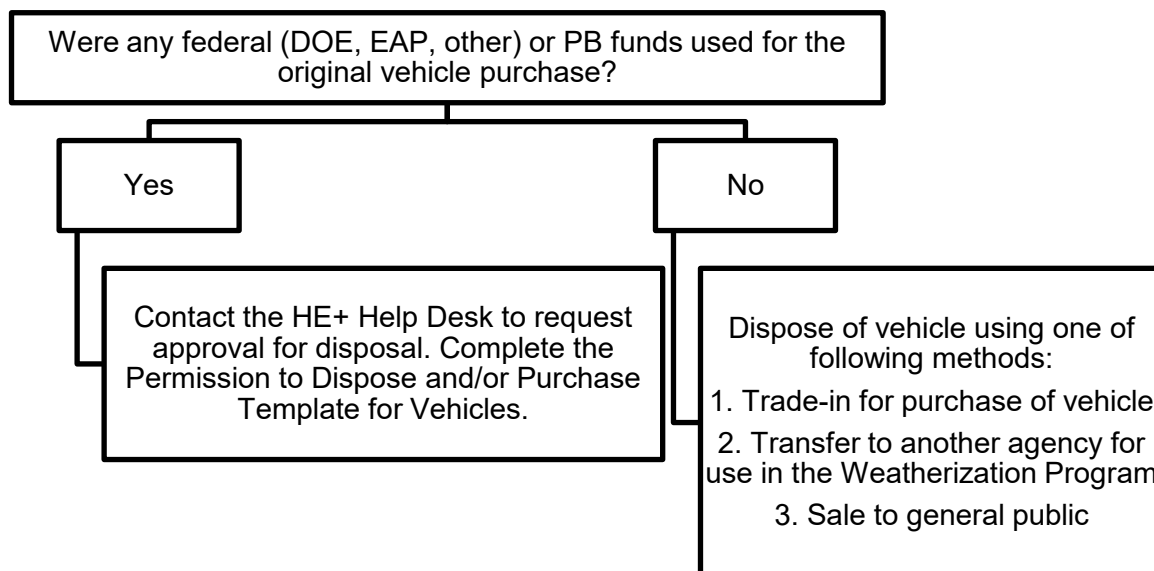 Were any federal (DOE, EAP, other) or PB funds used for the
original vehicle purchase?
Yes
No
Contact the HE+ Help Desk to request
approval for disposal. Complete the
Permission to Dispose and/or Purchase
Template for Vehicles.
Dispose of vehicle using one of
following methods:
1. Trade-in for purchase of vehicle
2. Transfer to another agency for
use in the Weatherization Program
3. Sale to general public